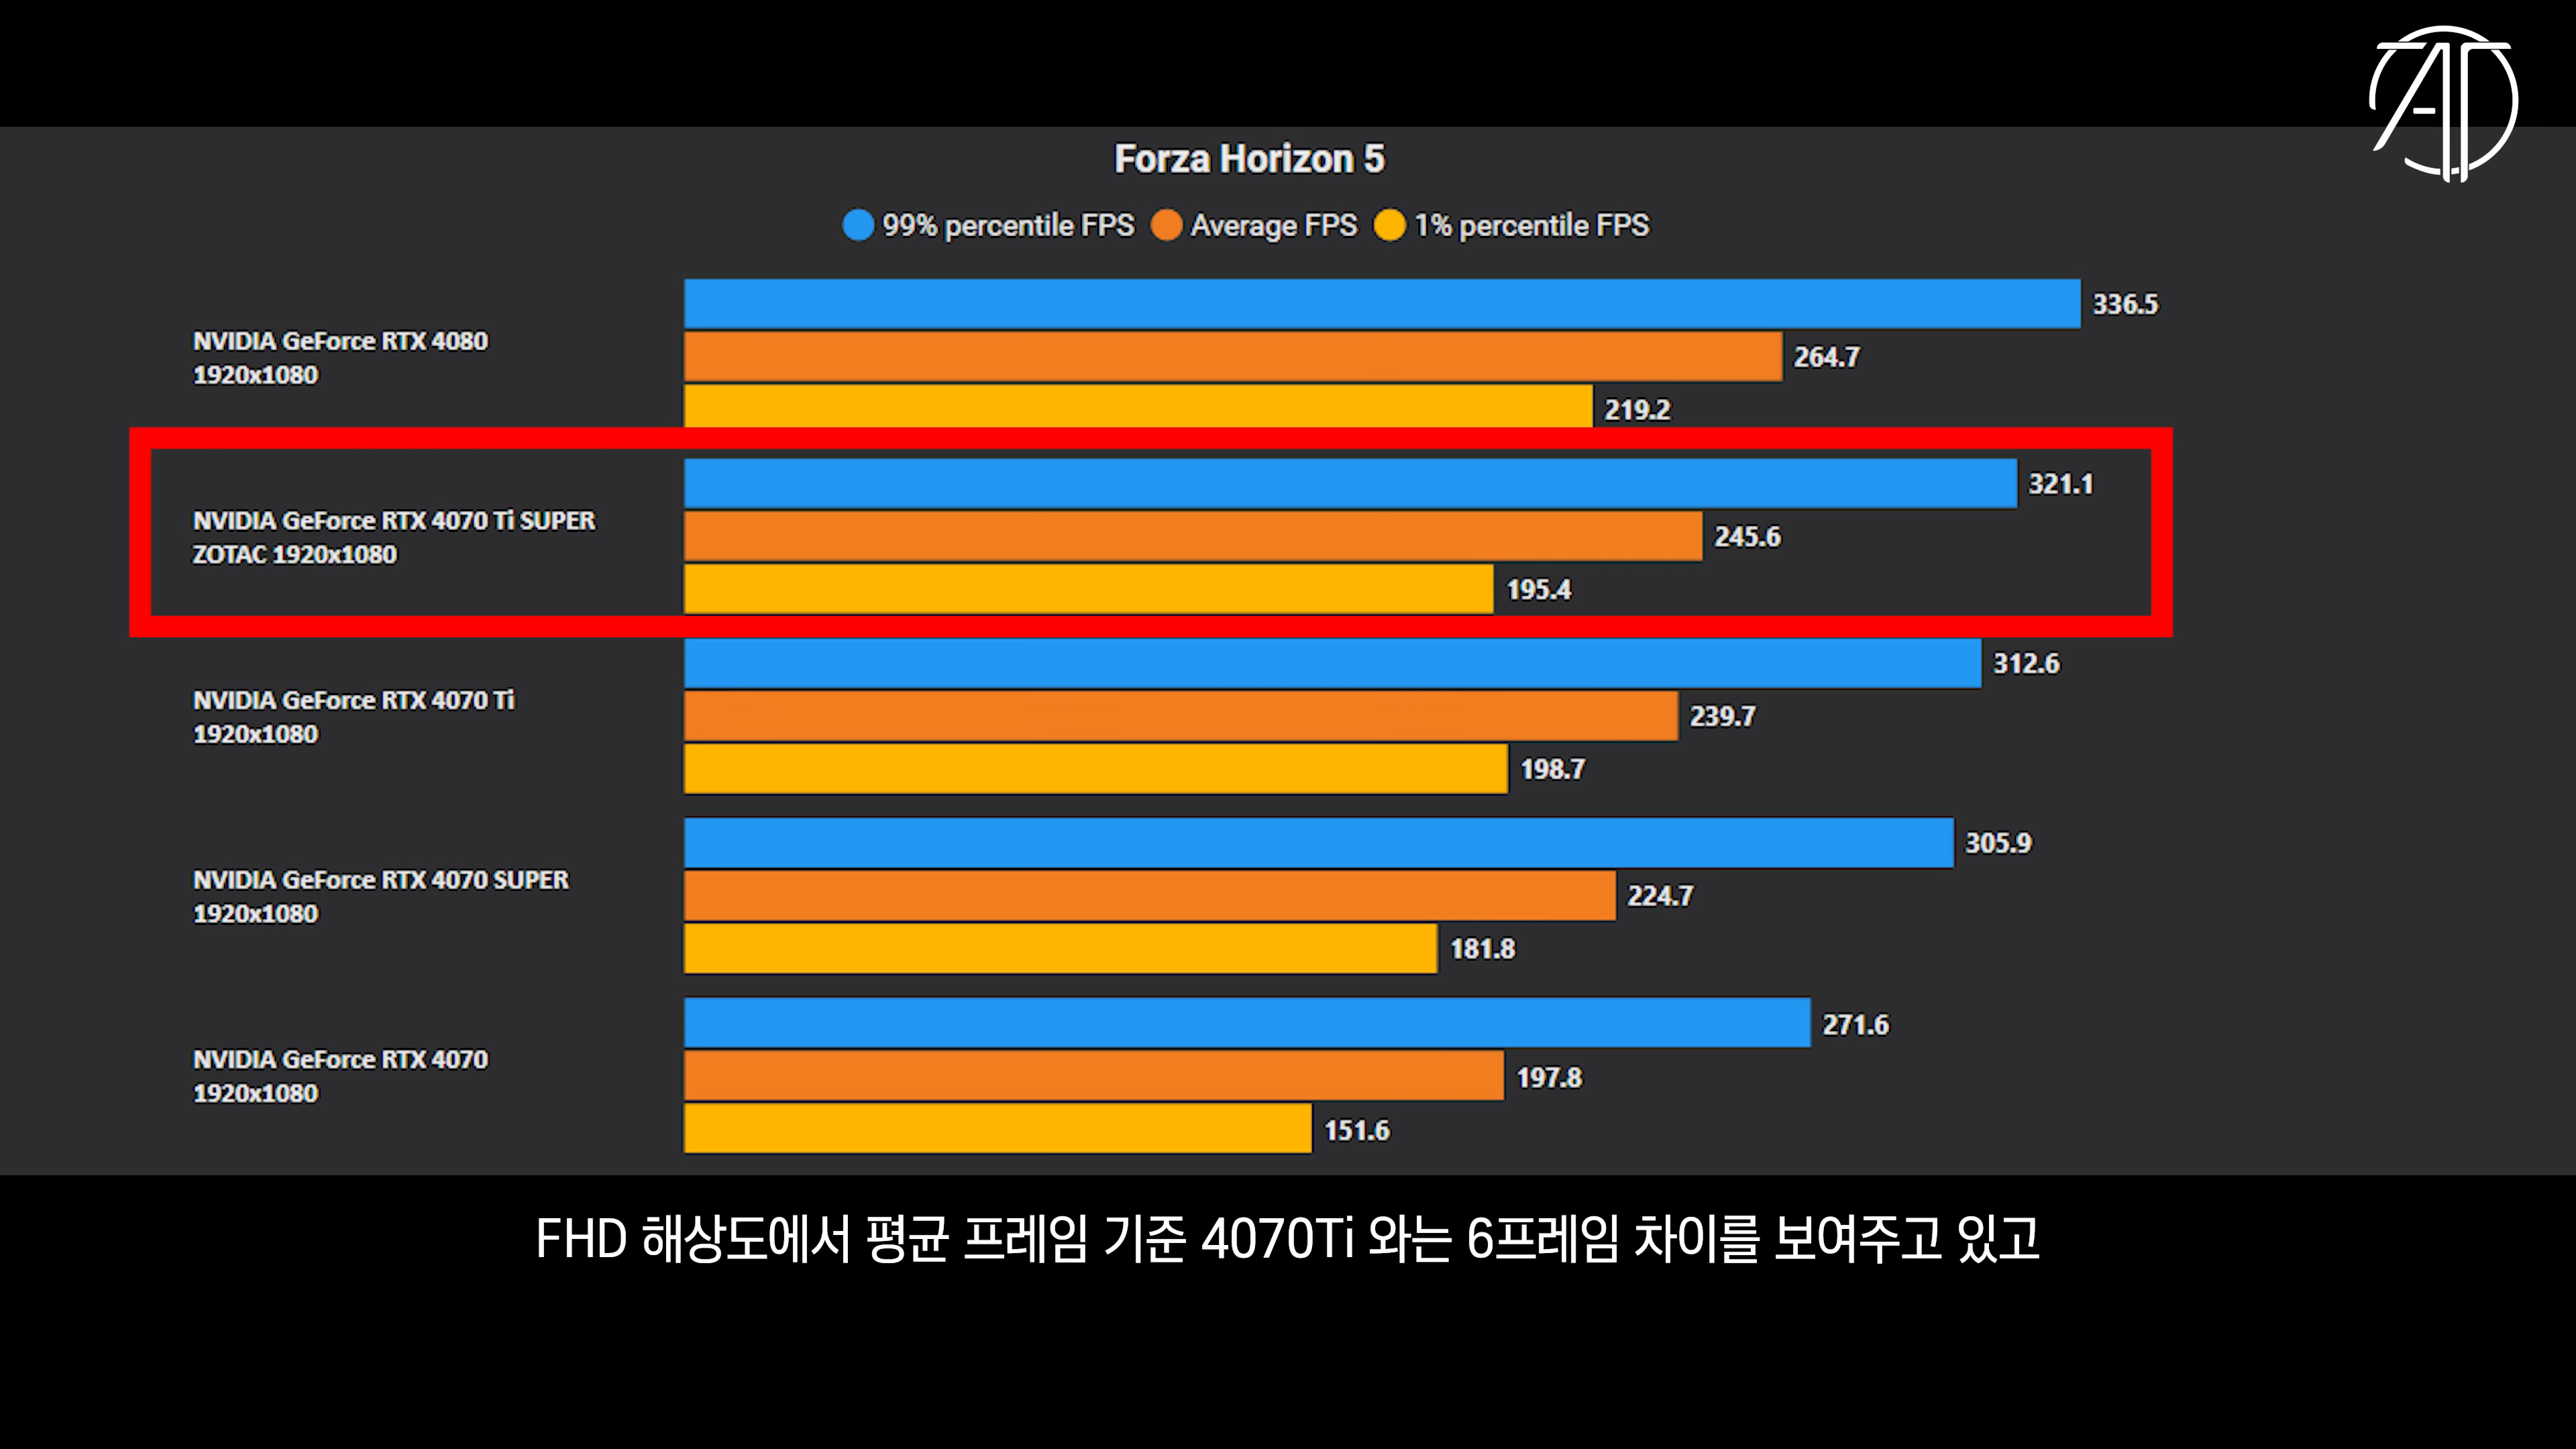 AT
Forza Horizon 5
99% percentile FPS Average FPS 1% percentile FPS
NVIDIA GeForce RTX 4080
1920x1080
336.5
264.7
219.2
NVIDIA GeForce RTX 4070 Ti SUPER
ZOTAC 1920x1080
321.1
245.6
195.4
NVIDIA GeForce RTX 4070 Ti
1920x1080
312.6
239.7
198.7
NVIDIA GeForce RTX 4070 SUPER
1920x1080
305.9
224.7
181.8
NVIDIA GeForce RTX 4070
1920x1080
271.6
197.8
151.6
FHD 해상도에서 평균 프레임 기준 4070Ti 와는 6프레임 차이를 보여주고 있고